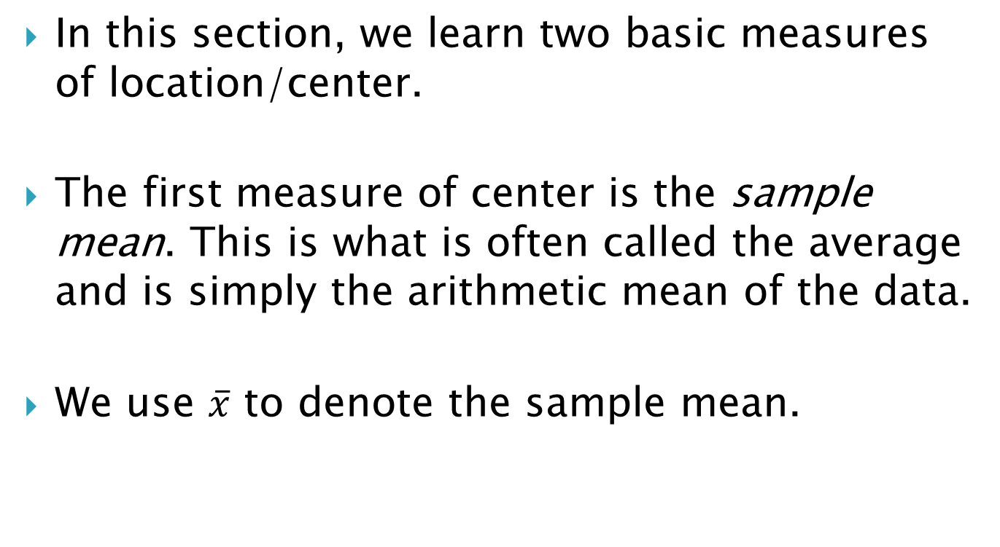 In this section, we learn two basic measures
of location/center.
The first measure of center is the sample
mean. This is what is often called the average
and is simply the arithmetic mean of the data.
We use x̄ to denote the sample mean.